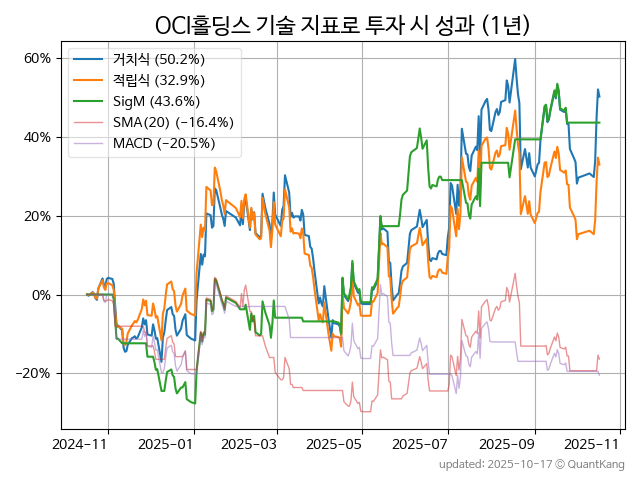 OCI홀딩스 기술 지표로 투자 시 성과 (1년)
거치식 (50.2%)
적립식 (32.9%)
SigM (43.6%)
SMA(20) (−16.4%)
MACD (−20.5%)
60%
40%
20%
0%
−20%
2024-11 2025-01 2025-03 2025-05 2025-07 2025-09 2025-11
updated: 2025-10-17 © QuantKang